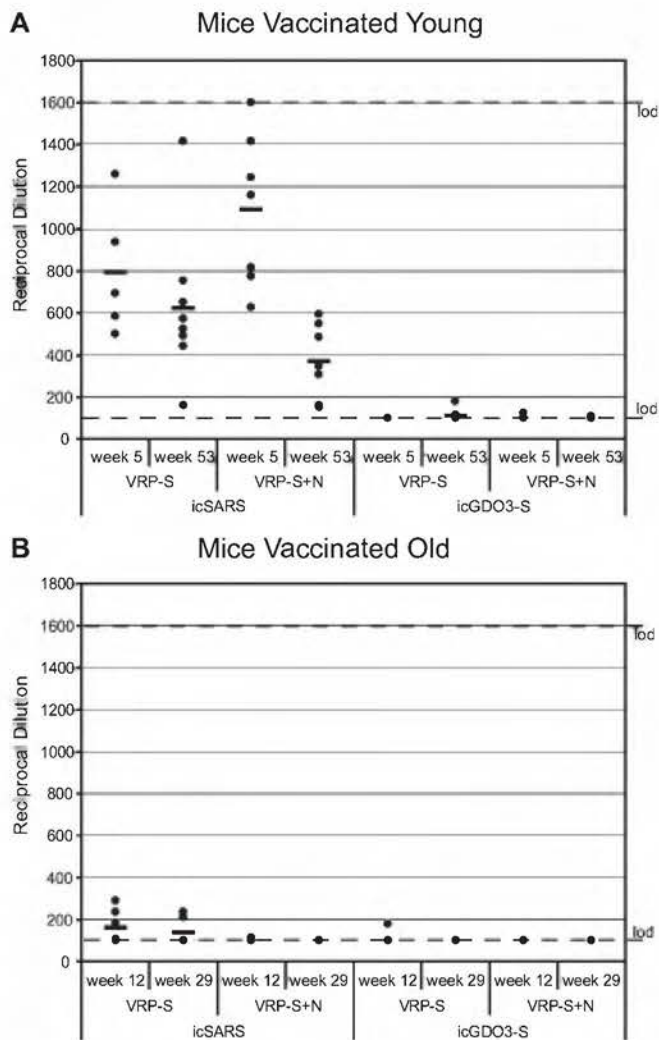 A Mice Vaccinated Young
1800
1600
lod
1400
1200
1000
800
600
400
200
lod
0
Reciprocal Dilution
week 5 week 53 week 5 week 53 week 5 week 53 week 5 week 53
VRP-S VRP-S+N VRP-S VRP-S+N
icSARS icGDO3-S
B Mice Vaccinated Old
1800
1600
lod
1400
1200
1000
800
600
400
200
lod
0
Reciprocal Dilution
week 12 week 29 week 12 week 29 week 12 week 29 week 12 week 29
VRP-S VRP-S+N VRP-S VRP-S+N
icSARS icGDO3-S